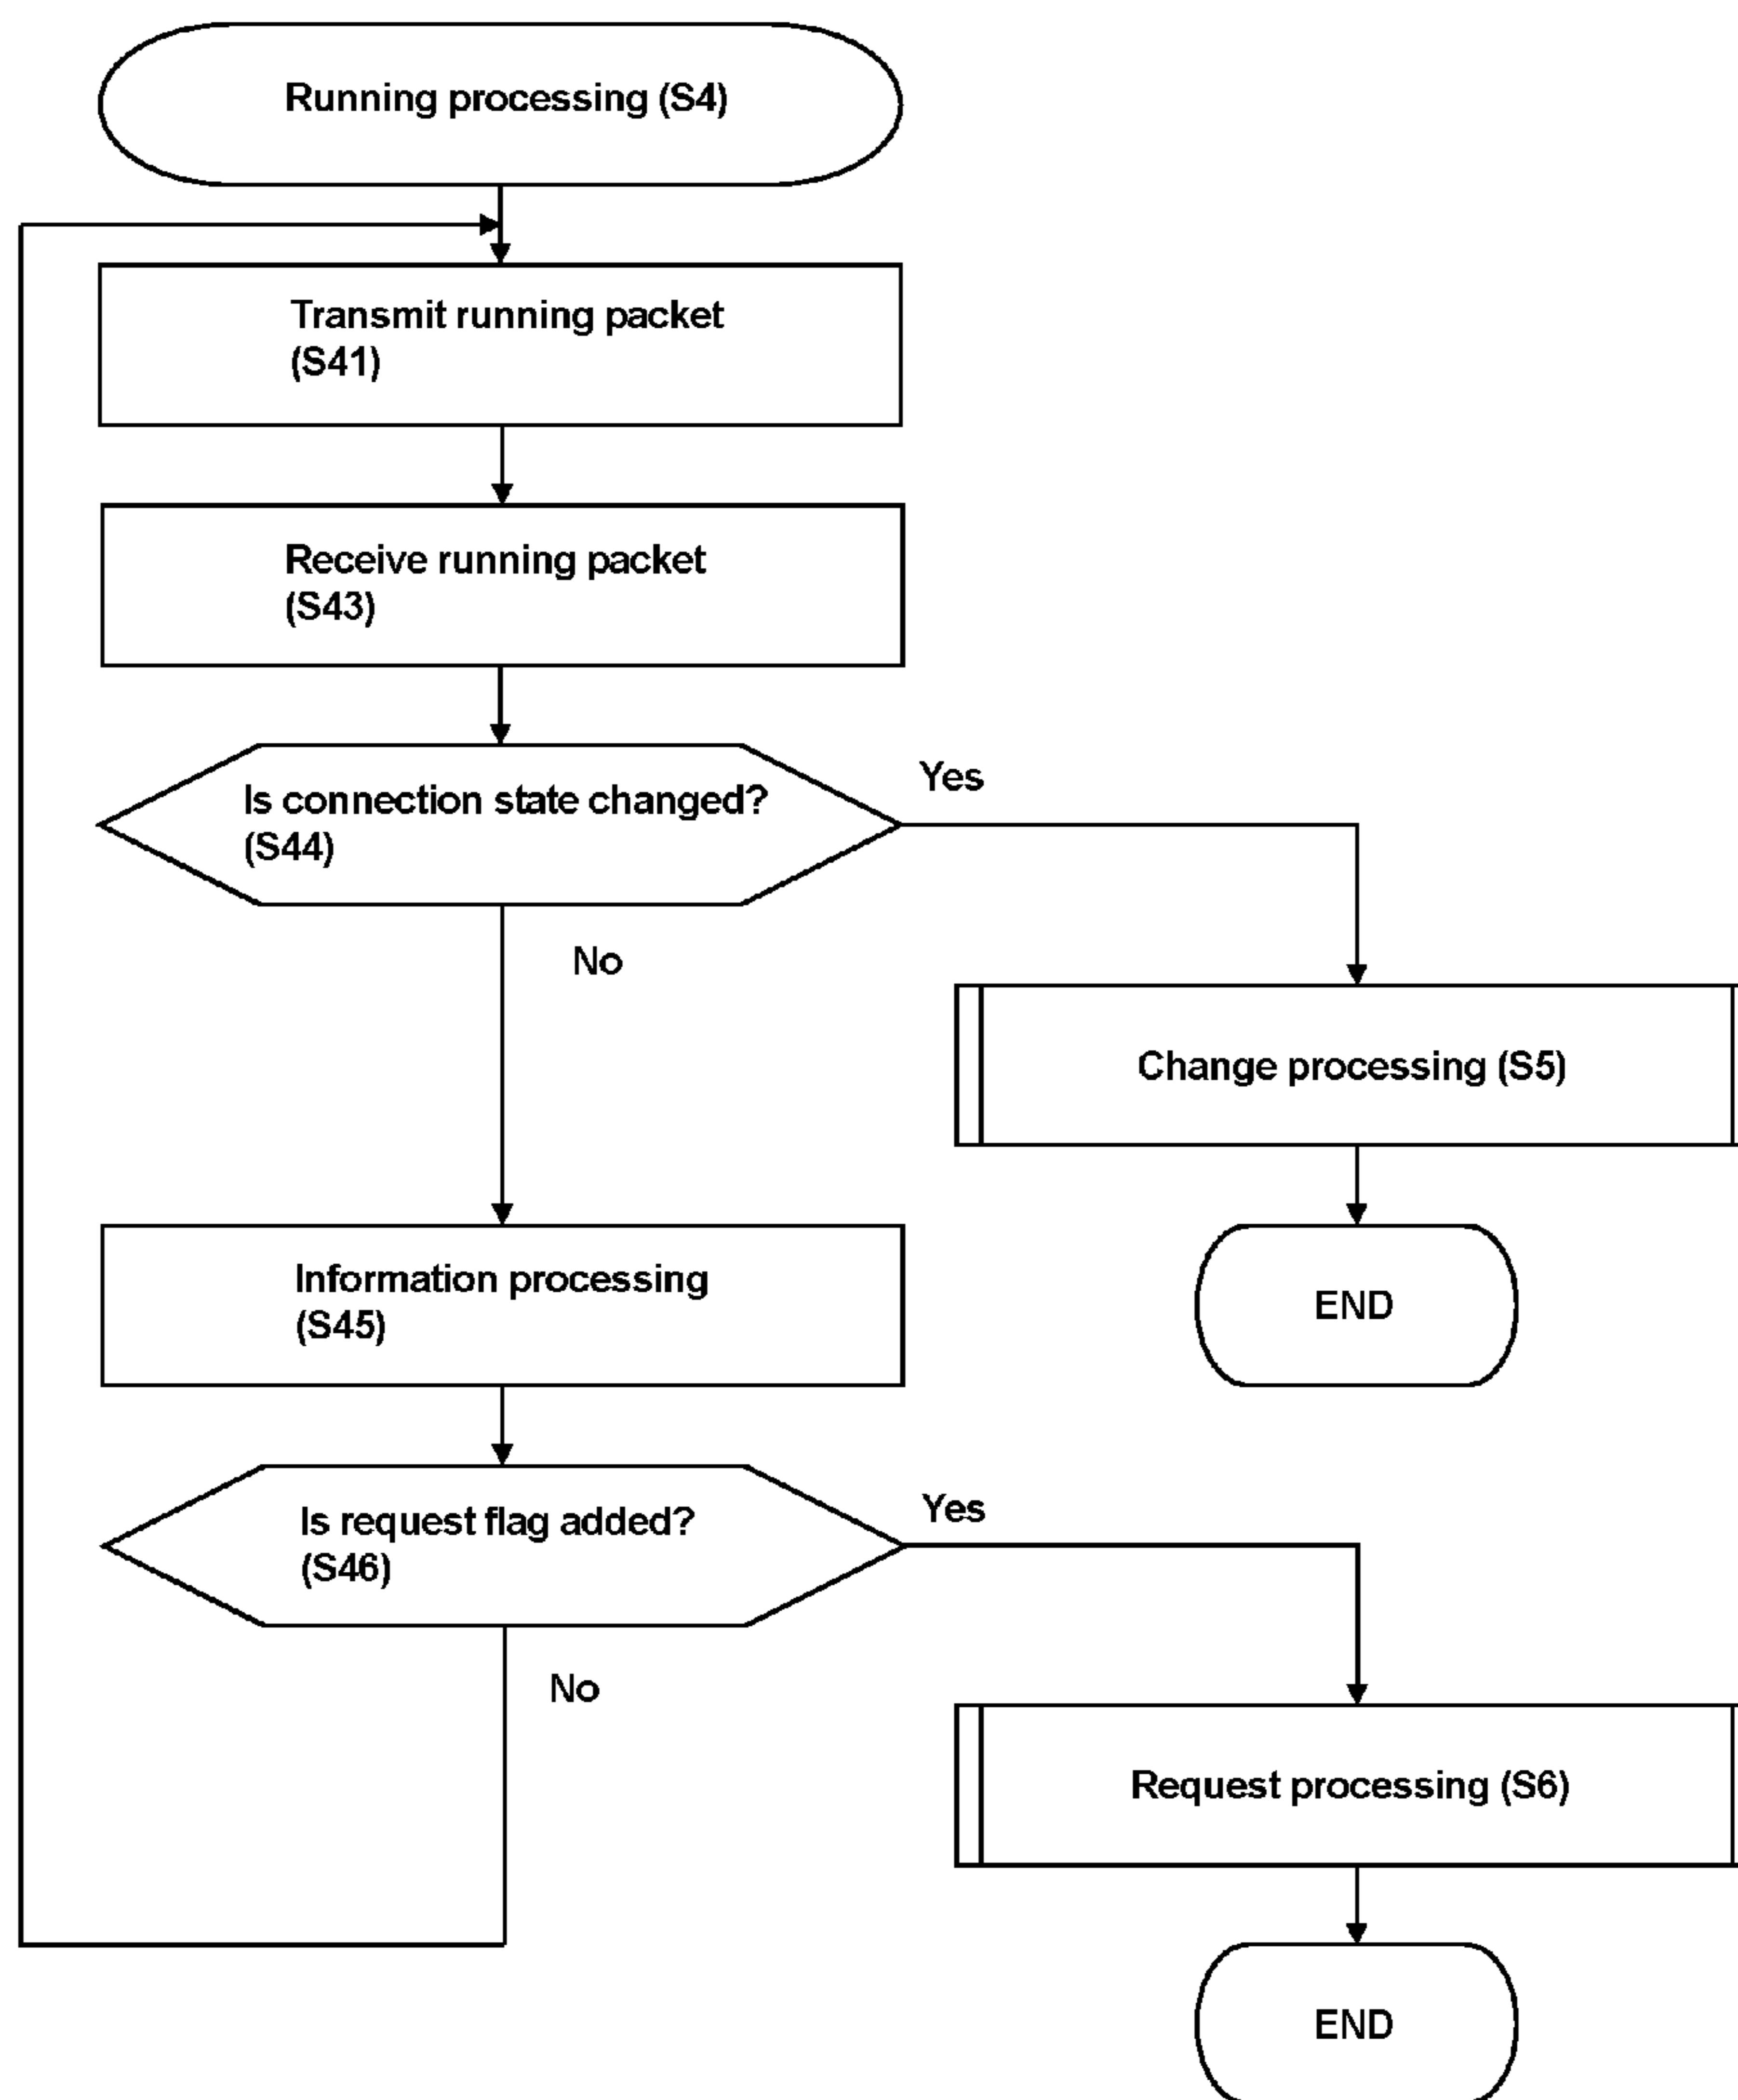 Running processing (S4)
Transmit running packet
(S41)
Receive running packet
(S43)
Is connection state changed?
(S44)
Yes
No
Change processing (S5)
Information processing
(S45)
END
Is request flag added?
(S46)
Yes
No
Request processing (S6)
END